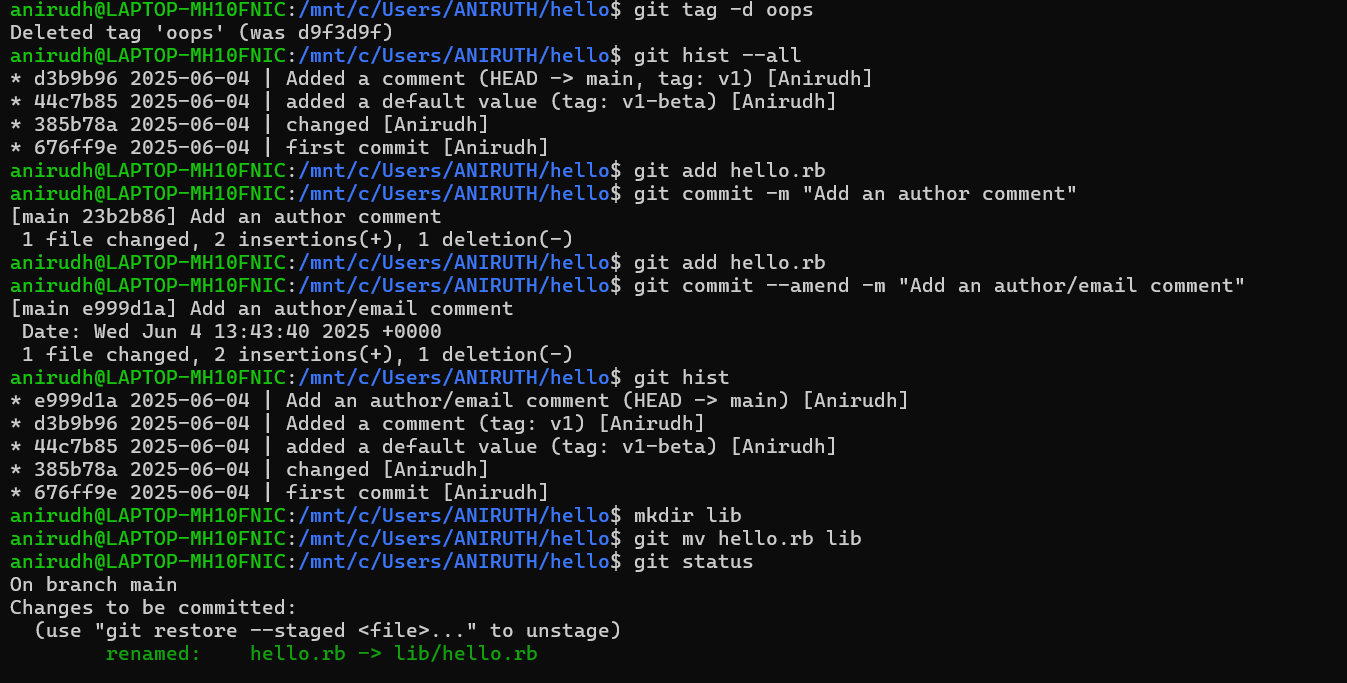 anirudh@LAPTOP-MH10FNIC:/mnt/c/Users/ANIRUTH/hello$ git tag -d oops
Deleted tag 'oops' (was d9f3d9f)
anirudh@LAPTOP-MH10FNIC:/mnt/c/Users/ANIRUTH/hello$ git hist --all
* d3b9b96 2025-06-04 | Added a comment (HEAD -> main, tag: v1) [Anirudh]
* 44c7b85 2025-06-04 | added a default value (tag: v1-beta) [Anirudh]
* 385b78a 2025-06-04 | changed [Anirudh]
* 676ff9e 2025-06-04 | first commit [Anirudh]
anirudh@LAPTOP-MH10FNIC:/mnt/c/Users/ANIRUTH/hello$ git add hello.rb
anirudh@LAPTOP-MH10FNIC:/mnt/c/Users/ANIRUTH/hello$ git commit -m "Add an author comment"
[main 23b2b86] Add an author comment
 1 file changed, 2 insertions(+), 1 deletion(-)
anirudh@LAPTOP-MH10FNIC:/mnt/c/Users/ANIRUTH/hello$ git add hello.rb
anirudh@LAPTOP-MH10FNIC:/mnt/c/Users/ANIRUTH/hello$ git commit --amend -m "Add an author/email comment"
[main e999d1a] Add an author/email comment
 Date: Wed Jun 4 13:43:40 2025 +0000
 1 file changed, 2 insertions(+), 1 deletion(-)
anirudh@LAPTOP-MH10FNIC:/mnt/c/Users/ANIRUTH/hello$ git hist
* e999d1a 2025-06-04 | Add an author/email comment (HEAD -> main) [Anirudh]
* d3b9b96 2025-06-04 | Added a comment (tag: v1) [Anirudh]
* 44c7b85 2025-06-04 | added a default value (tag: v1-beta) [Anirudh]
* 385b78a 2025-06-04 | changed [Anirudh]
* 676ff9e 2025-06-04 | first commit [Anirudh]
anirudh@LAPTOP-MH10FNIC:/mnt/c/Users/ANIRUTH/hello$ mkdir lib
anirudh@LAPTOP-MH10FNIC:/mnt/c/Users/ANIRUTH/hello$ git mv hello.rb lib
anirudh@LAPTOP-MH10FNIC:/mnt/c/Users/ANIRUTH/hello$ git status
On branch main
Changes to be committed:
  (use "git restore --staged <file>..." to unstage)
        renamed:    hello.rb -> lib/hello.rb